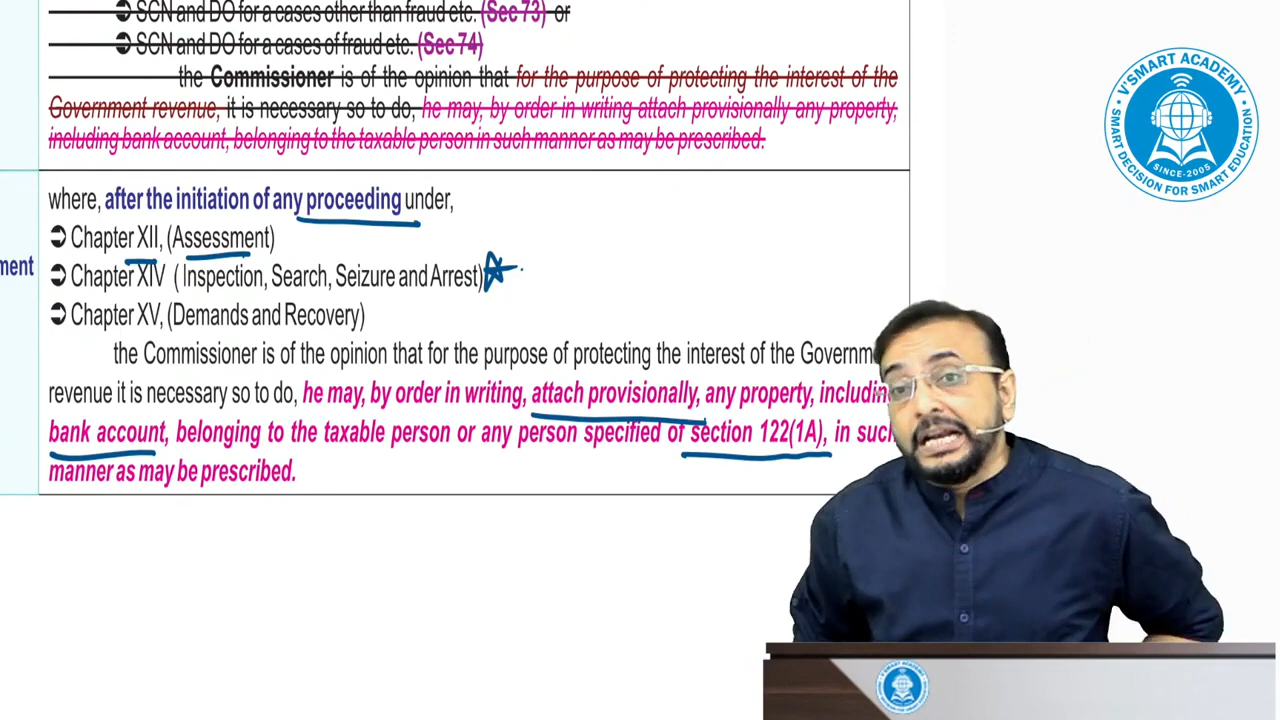 ➲ SCN and DO for a cases other than fraud etc. (Sec 73) or
➲ SCN and DO for a cases of fraud etc. (Sec 74)
the Commissioner is of the opinion that for the purpose of protecting the interest of the
Government revenue, it is necessary so to do, he may, by order in writing attach provisionally any property,
including bank account, belonging to the taxable person in such manner as may be prescribed.
where, after the initiation of any proceeding under,
➲ Chapter XII, (Assessment)
ment
➲ Chapter XIV ( Inspection, Search, Seizure and Arrest)
➲ Chapter XV, (Demands and Recovery)
the Commissioner is of the opinion that for the purpose of protecting the interest of the Governm
revenue it is necessary so to do, he may, by order in writing, attach provisionally, any property, including
bank account, belonging to the taxable person or any person specified of section 122(1A), in such
manner as may be prescribed.
V'SMART ACADEMY
SMART DECISION FOR SMART EDUCATION
SINCE-2005